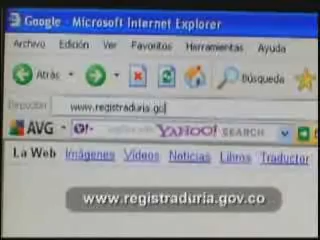 Google - Microsoft Internet Explorer
Archivo Edición Ver Favoritos Herramientas Ayuda
Atrás Búsqueda
Dirección www.registraduria.go
AVG Y! YAHOO! SEARCH
La Web Imágenes Vídeos Noticias Libros Traductor
www.registraduria.gov.co